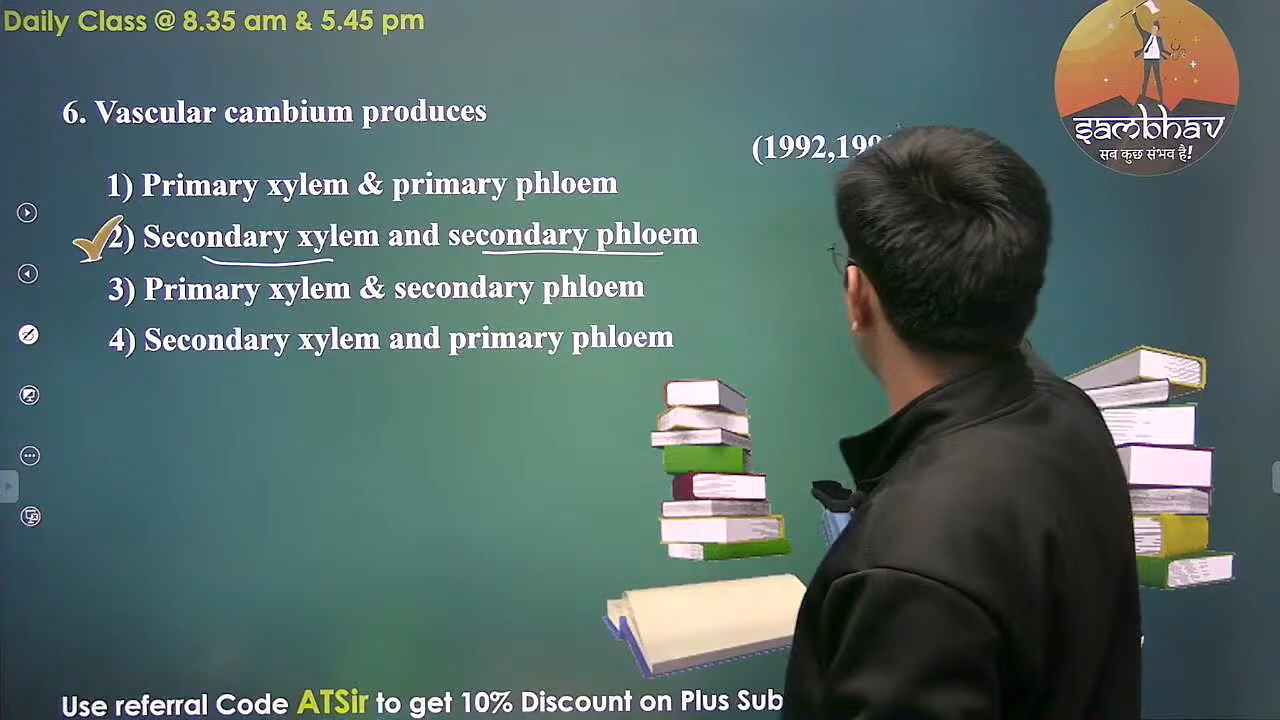 Daily Class @ 8.35 am & 5.45 pm
6. Vascular cambium produces
(1992,199
1) Primary xylem & primary phloem
2) Secondary xylem and secondary phloem
3) Primary xylem & secondary phloem
4) Secondary xylem and primary phloem
sambhav
सब कुछ संभव है!
Use referral Code ATSir to get 10% Discount on Plus Sub